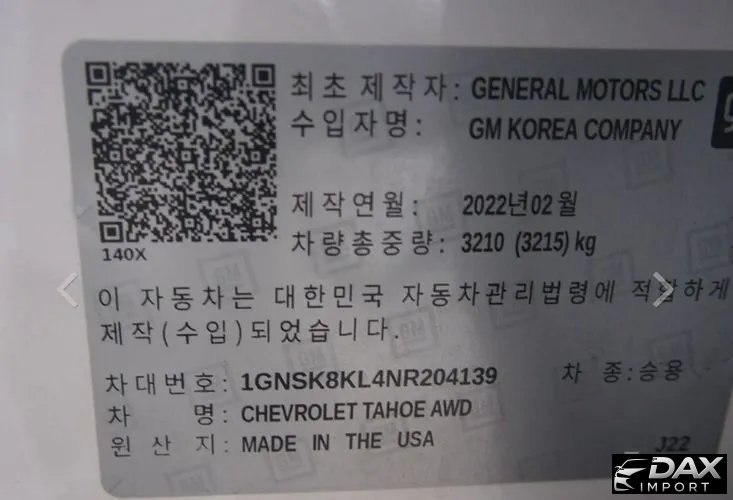 최초 제작자: GENERAL MOTORS LLC
수입자명: GM KOREA COMPANY
제작연월: 2022년02월
140X
차량총중량: 3210 (3215) kg
이 자동차는 대한민국 자동차관리법령에 적합하게
제작(수입)되었습니다.
차대번호: 1GNSK8KL4NR204139 차 종:승용
차 명: CHEVROLET TAHOE AWD
원 산 지: MADE IN THE USA
J22
DAX
IMPORT